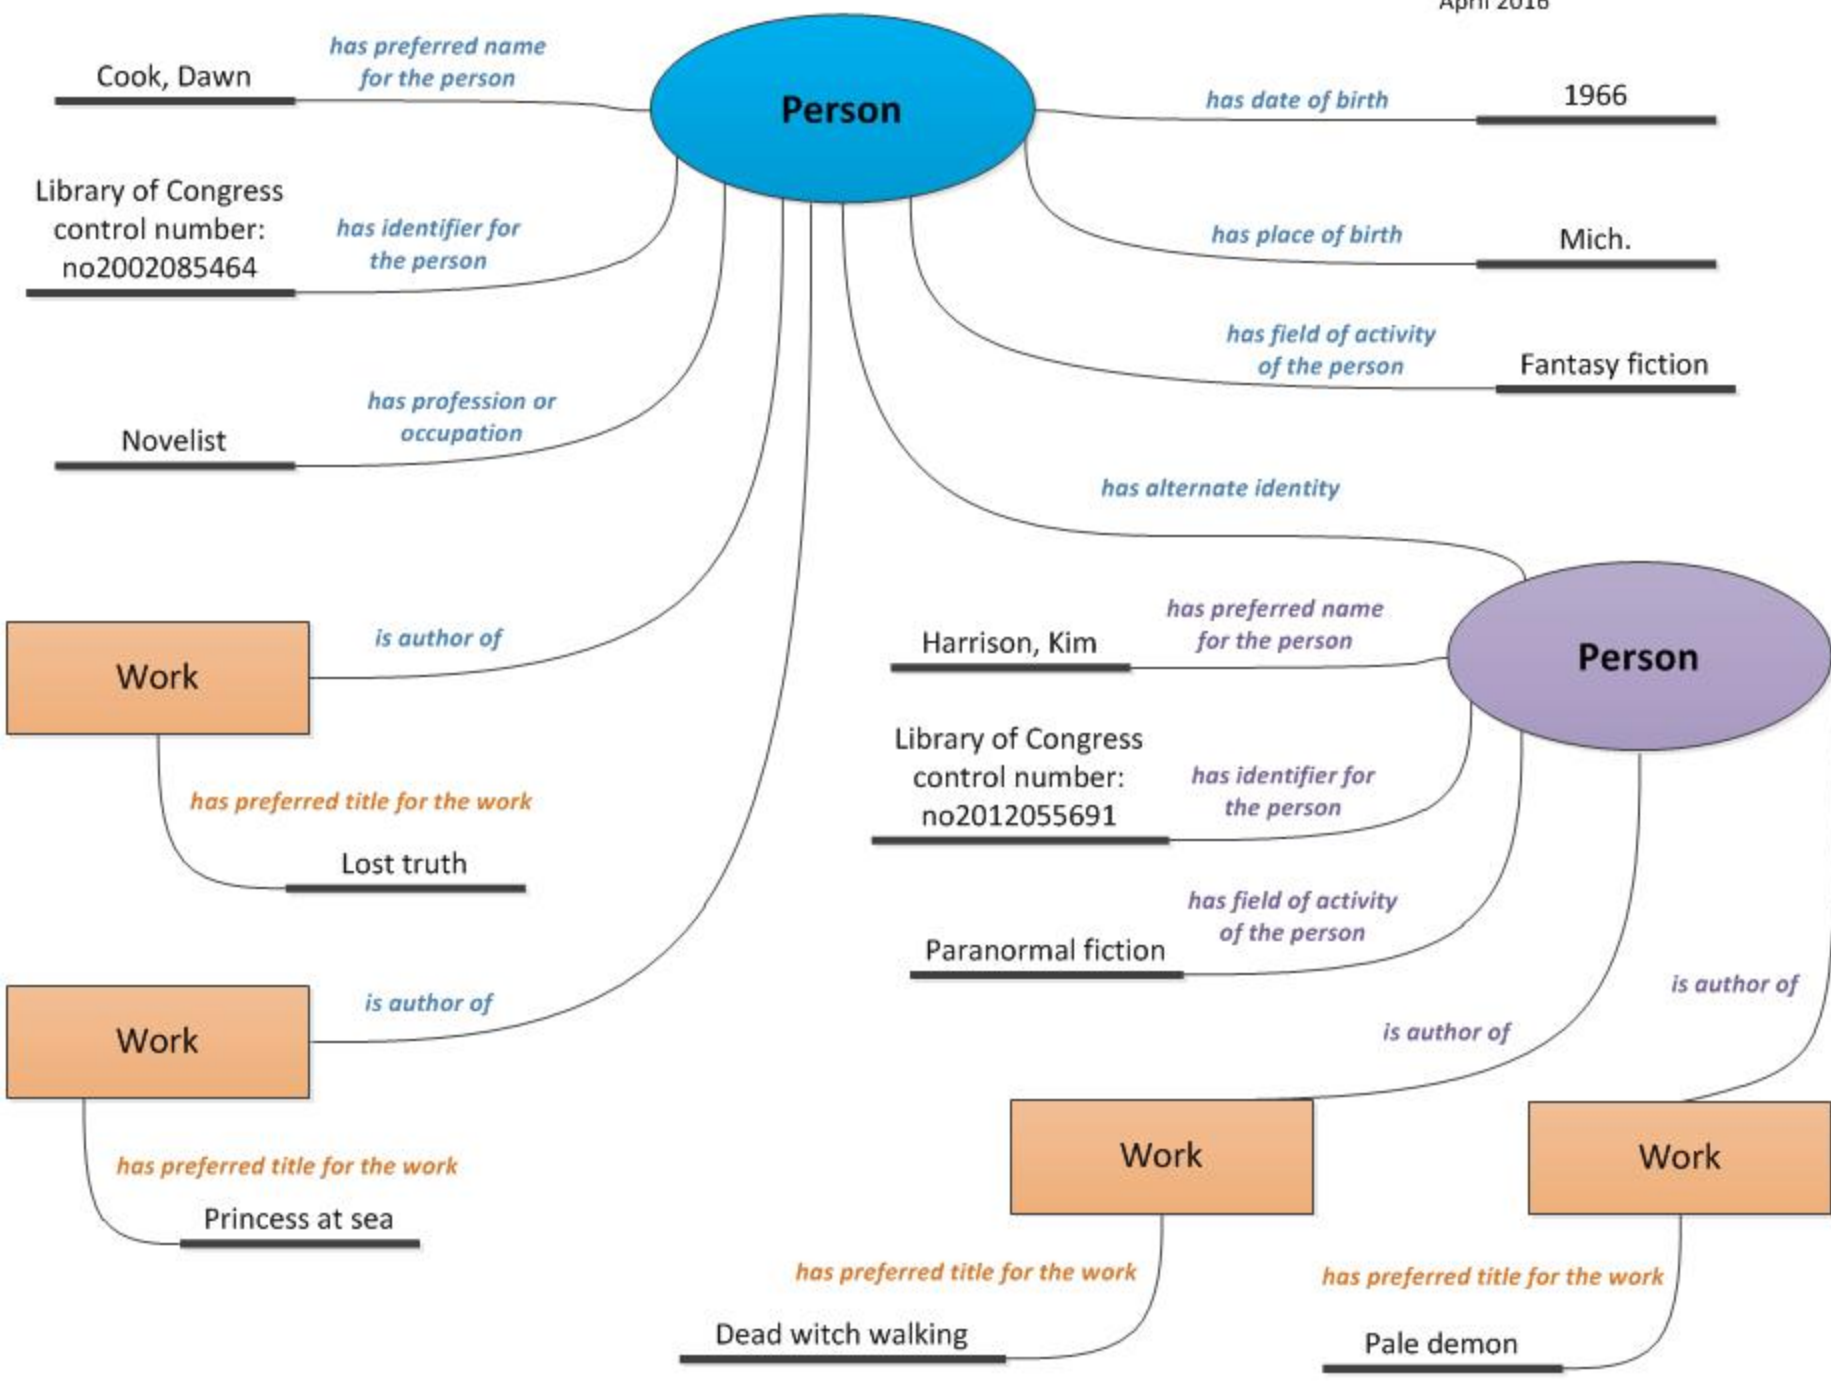 April 2016
Person
has preferred name
for the person
Cook, Dawn
has date of birth
1966
Library of Congress
control number:
no2002085464
has identifier for
the person
has place of birth
Mich.
has field of activity
of the person
Fantasy fiction
has profession or
occupation
Novelist
has alternate identity
Person
is author of
Work
has preferred title for the work
Lost truth
is author of
Work
has preferred title for the work
Princess at sea
has preferred name
for the person
Harrison, Kim
Library of Congress
control number:
no2012055691
has identifier for
the person
has field of activity
of the person
Paranormal fiction
is author of
is author of
Work
has preferred title for the work
Dead witch walking
Work
has preferred title for the work
Pale demon